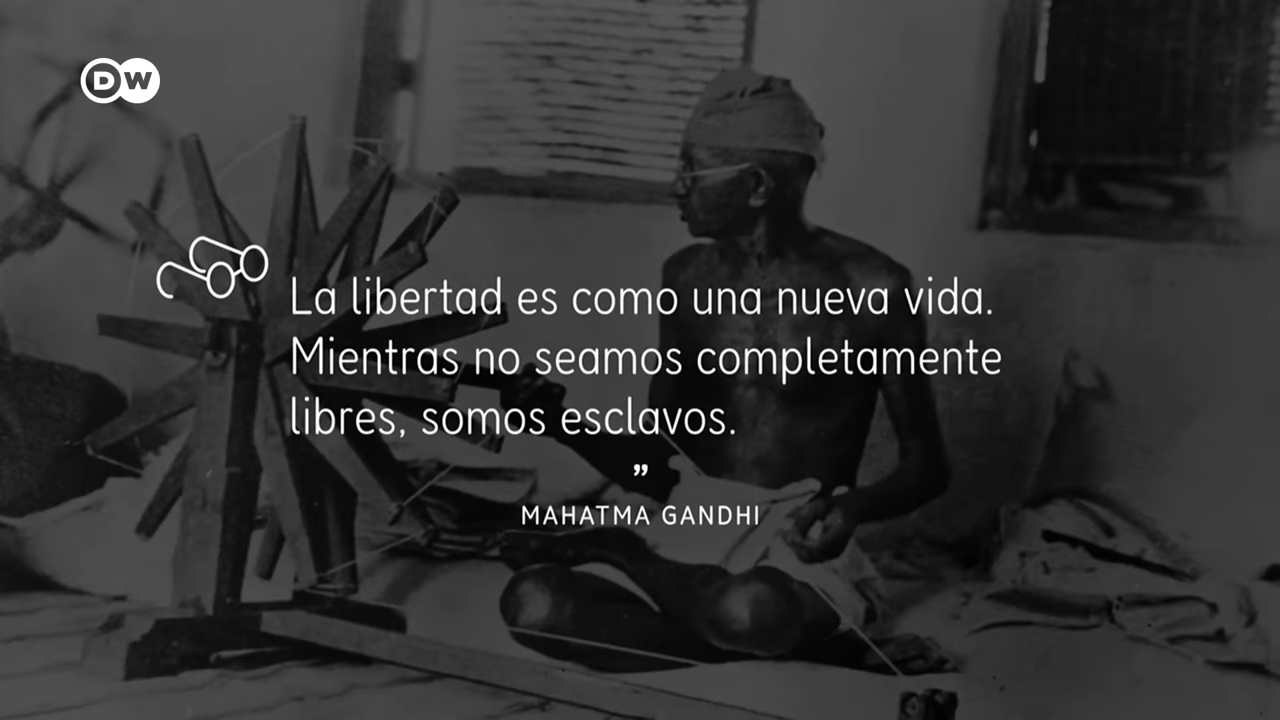 DW
La libertad es como una nueva vida.
Mientras no seamos completamente
libres, somos esclavos.
”
MAHATMA GANDHI